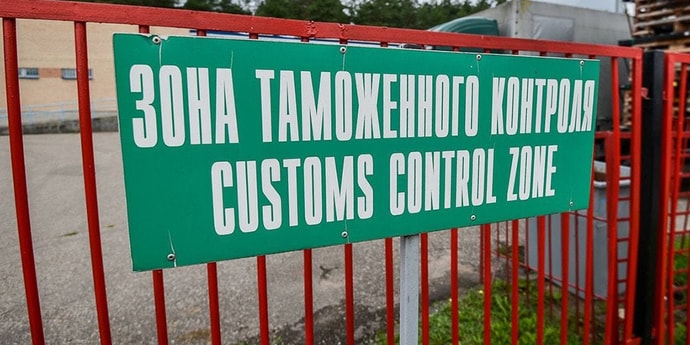 ЗОНА ТАМОЖЕННОГО КОНТРОЛЯ
CUSTOMS CONTROL ZONE